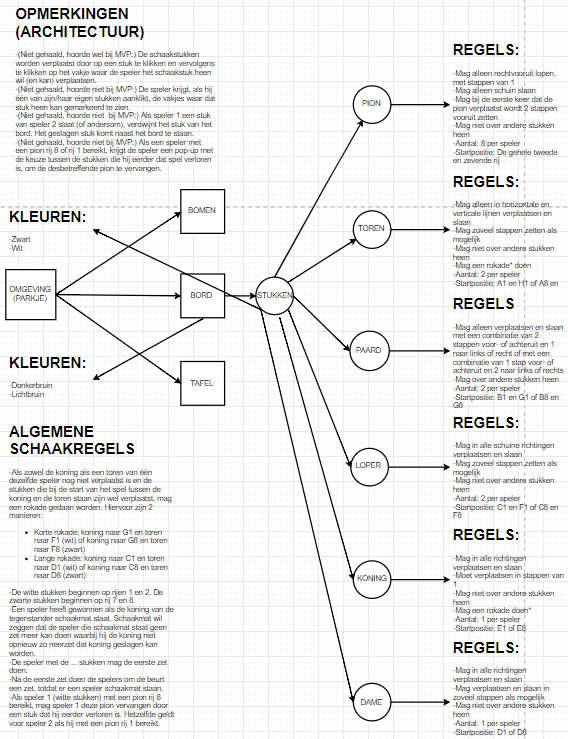 OPMERKINGEN
(ARCHITECTUUR)
-(Niet gehaald, hoorde wel bij MVP:) De schaakstukken
worden verplaatst door op een stuk te klikken en vervolgens
te klikken op het vakje waar de speler het schaakstuk heen
wil (en kan) verplaatsen.
-(Niet gehaald, hoorde niet bij MVP:) De speler krijgt, als hij
één van zijn/haar eigen stukken aanklikt, de vakjes waar dat
stuk heen kan gemarkeerd te zien.
-(Niet gehaald, hoorde niet bij MVP:) Als speler 1 een stuk
van speler 2 slaat (of andersom), verdwijnt het stuk van het
bord. Het geslagen stuk komt naast het bord te staan.
-(Niet gehaald, hoorde niet bij MVP:) Als een speler met
een pion rij 8 of rij 1 bereikt, krijgt de speler een pop-up met
de keuze tussen de stukken die hij eerder dat spel verloren
is, om de desbetreffende pion te vervangen.
KLEUREN:
-Zwart
-Wit
OMGEVING
(PARKJE)
BOMEN
BORD
TAFEL
STUKKEN
KLEUREN:
-Donkerbruin
-Lichtbruin
ALGEMENE
SCHAAKREGELS
-Als zowel de koning als een toren van één
dezelfde speler nog niet verplaatst is en de
stukken die bij de start van het spel tussen de
koning en de toren staan zijn wel verplaatst, mag
een rokade gedaan worden. Hiervoor zijn 2
manieren:
• Korte rokade; koning naar G1 en toren
naar F1 (wit) of koning naar G8 en toren
naar F8 (zwart)
• Lange rokade: koning naar C1 en toren
naar D1 (wit) of koning naar C8 en toren
naar D8 (zwart)
-De witte stukken beginnen op rijen 1 en 2. De
zwarte stukken beginnen op rij 7 en 8.
-Een speler heeft gewonnen als de koning van de
tegenstander schaakmat staat. Schaakmat wil
zeggen dat de speler die schaakmat staat geen
zet meer kan doen waarbij hij de koning niet
opnieuw zo neerzet dat koning geslagen kan
worden.
-De speler met de ... stukken mag de eerste zet
doen.
-Na de eerste zet doen de spelers om de beurt
een zet, totdat er een speler schaakmat staan.
-Als speler 1 (witte stukken) met een pion rij 8
bereikt, mag speler 1 deze pion vervangen door
een stuk dat hij eerder verloren is. Hetzelfde geldt
voor speler 2 als hij met een pion rij 1 bereikt.
PION
REGELS:
-Mag alleen rechtvooruit lopen,
met stappen van 1
-Mag alleen schuin slaan
-Mag bij de eerste keer dat de
pion verplaatst wordt 2 stappen
vooruit zetten
-Mag niet over andere stukken
heen
-Aantal: 8 per speler
-Startpositie: De gehele tweede
en zevende rij
TOREN
REGELS:
-Mag alleen in horizontale en
verticale lijnen verplaatsen en
slaan
-Mag zoveel stappen zetten als
mogelijk
-Mag niet over andere stukken
heen
-Mag een rokade* doen
-Aantal: 2 per speler
-Startpositie: A1 en H1 of A8 en
PAARD
REGELS
-Mag alleen verplaatsen en slaan
met een combinatie van 2
stappen voor- of achteruit en 1
naar links of recht of met een
combinatie van 1 stap voor- of
achteruit en 2 naar links of rechts
-Mag over andere stukken heen
-Aantal: 2 per speler
-Startpositie: B1 en G1 of B8 en
G8
LOPER
REGELS:
-Mag in alle schuine richtingen
verplaatsen en slaan
-Mag zoveel stappen zetten als
mogelijk
-Mag niet over andere stukken
heen
-Aantal: 2 per speler
-Startpositie: C1 en F1 of C8 en
F8
KONING
REGELS:
-Mag in alle richtingen
verplaatsen en slaan
-Moet verplaatsen in stappen van
1
-Mag niet over andere stukken
heen
-Mag een rokade doen*
-Aantal: 1 per speler
-Startpositie: E1 of E8
DAME
REGELS:
-Mag in alle richtingen
verplaatsen en slaan
-Mag verplaatsen en slaan in
zoveel stappen als mogelijk
-Mag niet over andere stukken
heen
-Aantal: 1 per speler
-Startpositie: D1 of D8